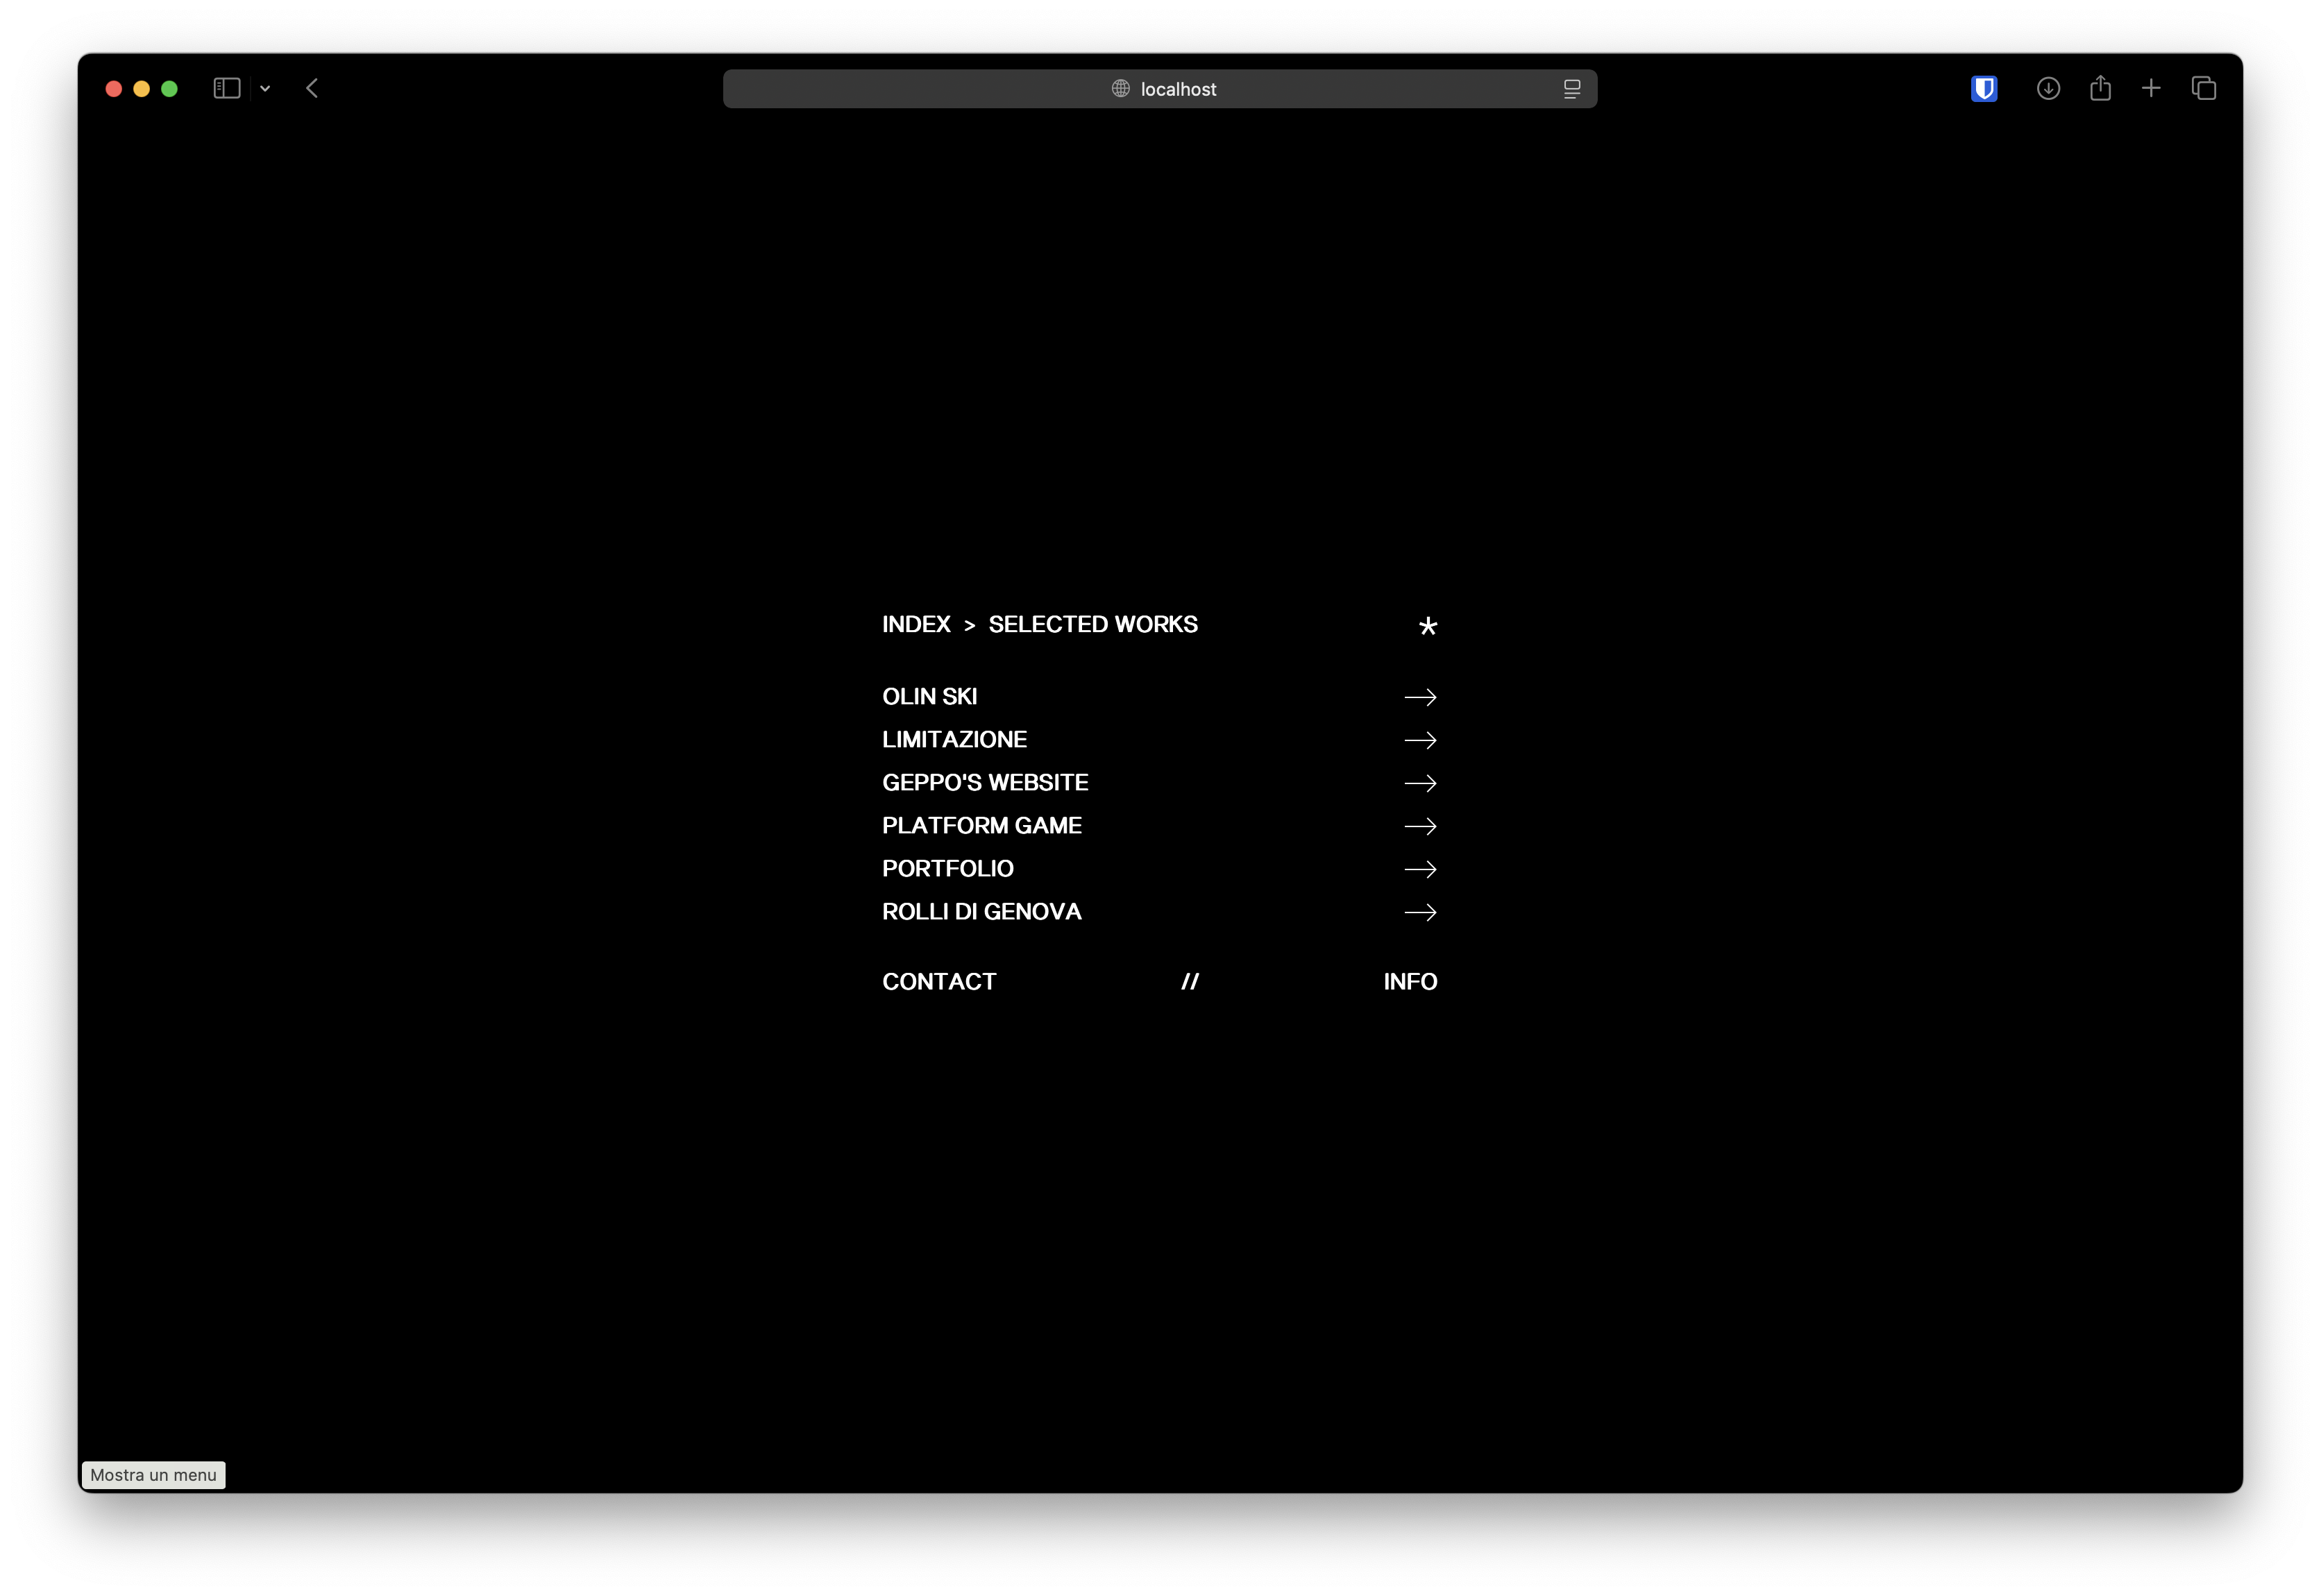 localhost
INDEX > SELECTED WORKS *
OLIN SKI →
LIMITAZIONE →
GEPPO'S WEBSITE →
PLATFORM GAME →
PORTFOLIO →
ROLLI DI GENOVA →
CONTACT // INFO
Mostra un menu